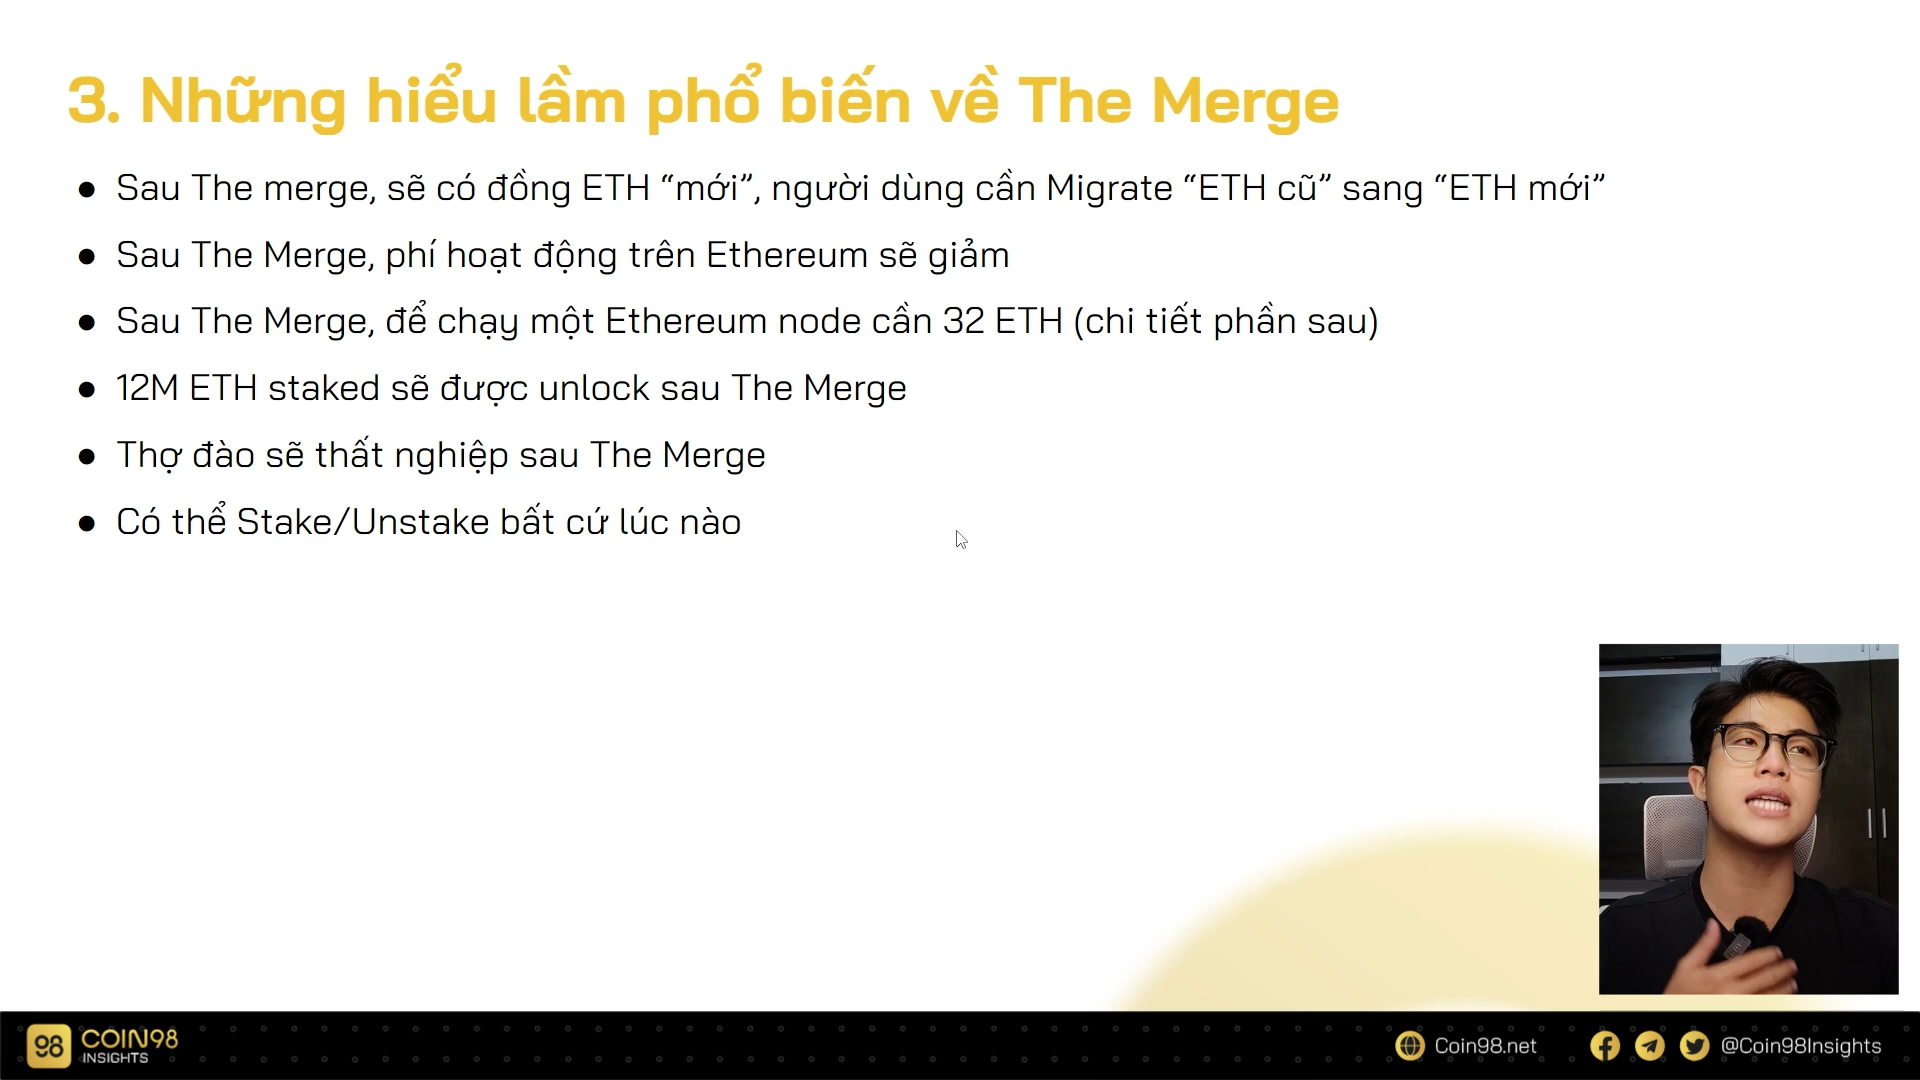 3. Những hiểu lầm phổ biến về The Merge
● Sau The merge, sẽ có đồng ETH “mới”, người dùng cần Migrate “ETH cũ” sang “ETH mới”
● Sau The Merge, phí hoạt động trên Ethereum sẽ giảm
● Sau The Merge, để chạy một Ethereum node cần 32 ETH (chi tiết phần sau)
● 12M ETH staked sẽ được unlock sau The Merge
● Thợ đào sẽ thất nghiệp sau The Merge
● Có thể Stake/Unstake bất cứ lúc nào
98 COIN98
INSIGHTS
Coin98.net
@Coin98Insights